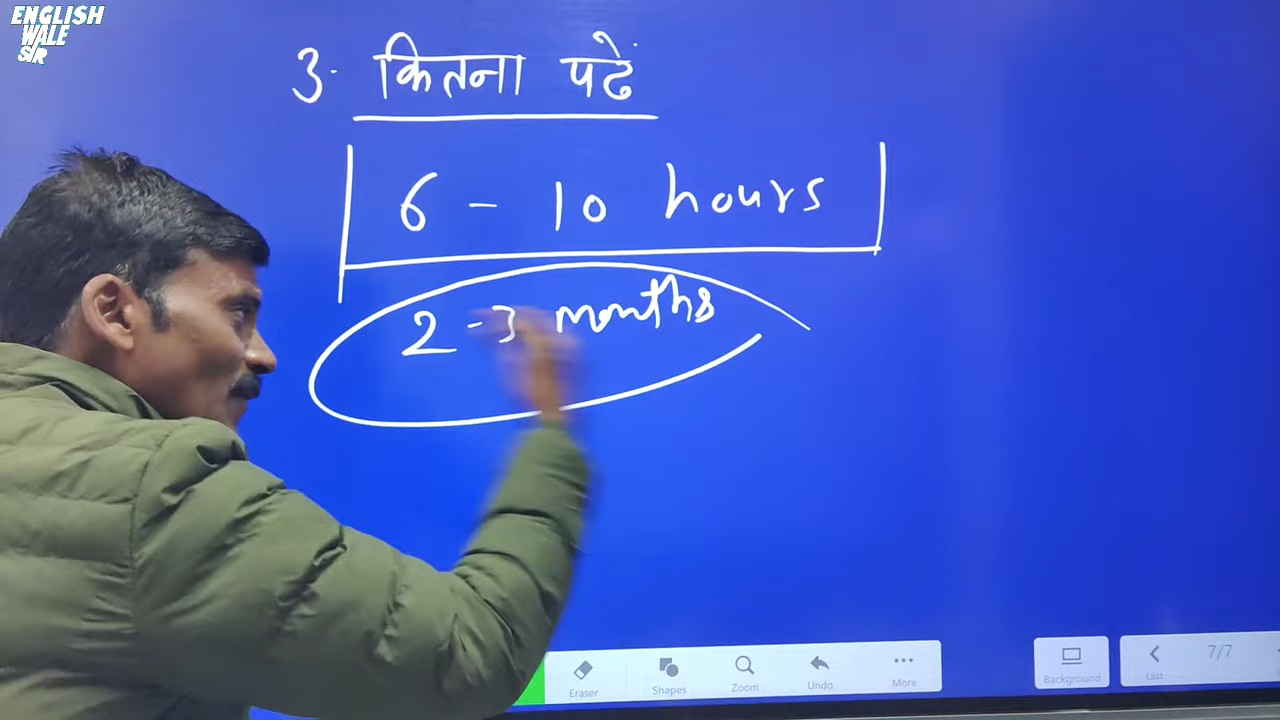 ENGLISH
WALE
SIR
3. कितना पढें
6 - 10 hours
2 - 3 months
Eraser
Shapes
Zoom
Undo
More
Background
Last
7/7